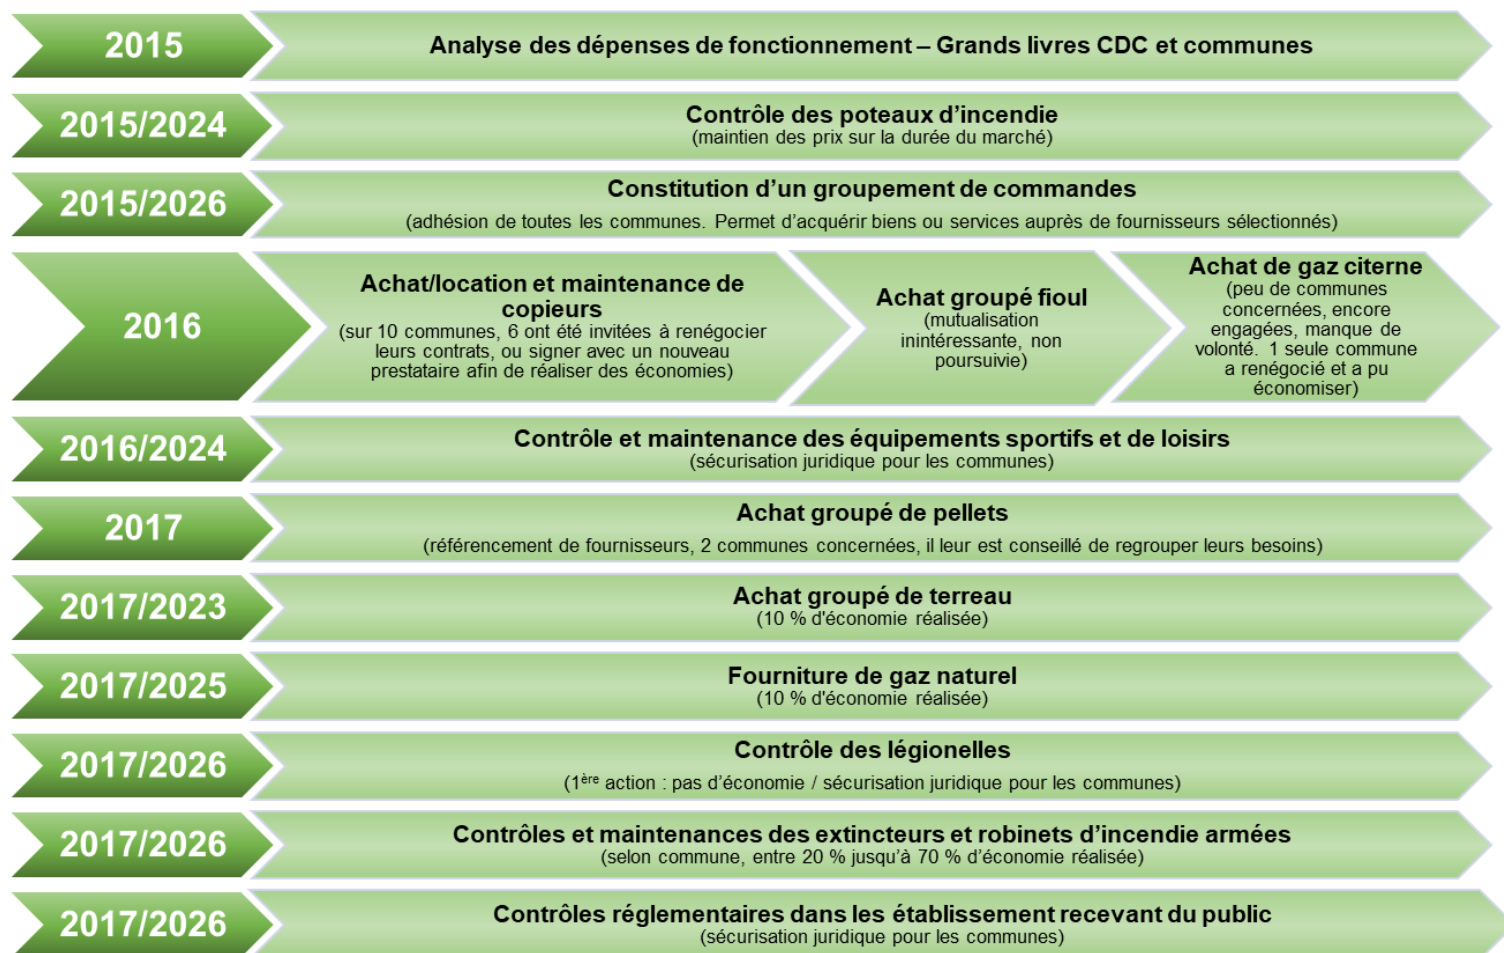 2015
Analyse des dépenses de fonctionnement – Grands livres CDC et communes
2015/2024
Contrôle des poteaux d’incendie
(maintien des prix sur la durée du marché)
2015/2026
Constitution d’un groupement de commandes
(adhésion de toutes les communes. Permet d’acquérir biens ou services auprès de fournisseurs sélectionnés)
2016
Achat/location et maintenance de
copieurs
(sur 10 communes, 6 ont été invitées à renégocier
leurs contrats, ou signer avec un nouveau
prestataire afin de réaliser des économies)
Achat groupé fioul
(mutualisation
inintéressante, non
poursuivie)
Achat de gaz citerne
(peu de communes
concernées, encore
engagées, manque de
volonté. 1 seule commune
a renégocié et a pu
économiser)
2016/2024
Contrôle et maintenance des équipements sportifs et de loisirs
(sécurisation juridique pour les communes)
2017
Achat groupé de pellets
(référencement de fournisseurs, 2 communes concernées, il leur est conseillé de regrouper leurs besoins)
2017/2023
Achat groupé de terreau
(10 % d'économie réalisée)
2017/2025
Fourniture de gaz naturel
(10 % d'économie réalisée)
2017/2026
Contrôle des légionelles
(1ère action : pas d’économie / sécurisation juridique pour les communes)
2017/2026
Contrôles et maintenances des extincteurs et robinets d’incendie armées
(selon commune, entre 20 % jusqu’à 70 % d’économie réalisée)
2017/2026
Contrôles réglementaires dans les établissement recevant du public
(sécurisation juridique pour les communes)